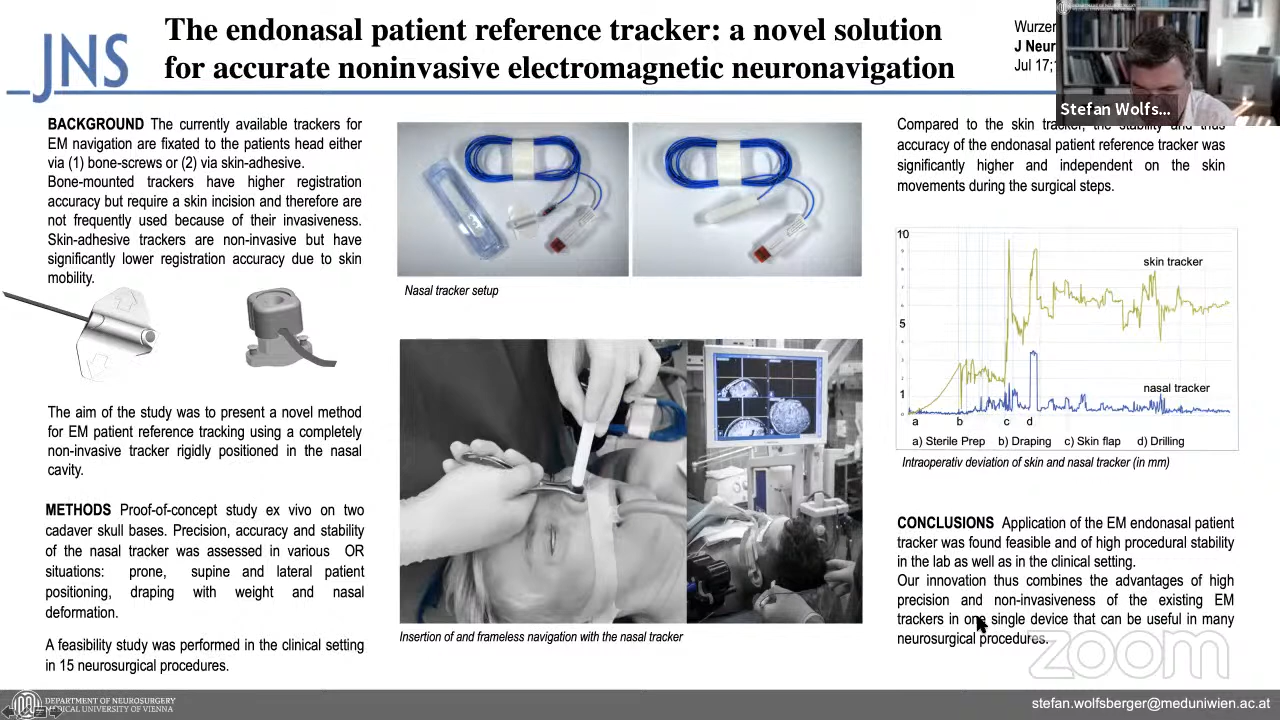 The endonasal patient reference tracker: a novel solution
for accurate noninvasive electromagnetic neuronavigation
JNS
Wurzer
J Neur
Jul 17;
Stefan Wolfs...
BACKGROUND The currently available trackers for
EM navigation are fixated to the patients head either
via (1) bone-screws or (2) via skin-adhesive.
Bone-mounted trackers have higher registration
accuracy but require a skin incision and therefore are
not frequently used because of their invasiveness.
Skin-adhesive trackers are non-invasive but have
significantly lower registration accuracy due to skin
mobility.
The aim of the study was to present a novel method
for EM patient reference tracking using a completely
non-invasive tracker rigidly positioned in the nasal
cavity.
METHODS Proof-of-concept study ex vivo on two
cadaver skull bases. Precision, accuracy and stability
of the nasal tracker was assessed in various OR
situations: prone, supine and lateral patient
positioning, draping with weight and nasal
deformation.
A feasibility study was performed in the clinical setting
in 15 neurosurgical procedures.
Nasal tracker setup
Insertion of and frameless navigation with the nasal tracker
Compared to the skin tracker, the stability and thus
accuracy of the endonasal patient reference tracker was
significantly higher and independent on the skin
movements during the surgical steps.
10
skin tracker
5
nasal tracker
1
0
a b c d
a) Sterile Prep b) Draping c) Skin flap d) Drilling
Intraoperativ deviation of skin and nasal tracker (in mm)
CONCLUSIONS Application of the EM endonasal patient
tracker was found feasible and of high procedural stability
in the lab as well as in the clinical setting.
Our innovation thus combines the advantages of high
precision and non-invasiveness of the existing EM
trackers in one single device that can be useful in many
neurosurgical procedures.
zoom
DEPARTMENT OF NEUROSURGERY
MEDICAL UNIVERSITY OF VIENNA
stefan.wolfsberger@meduniwien.ac.at